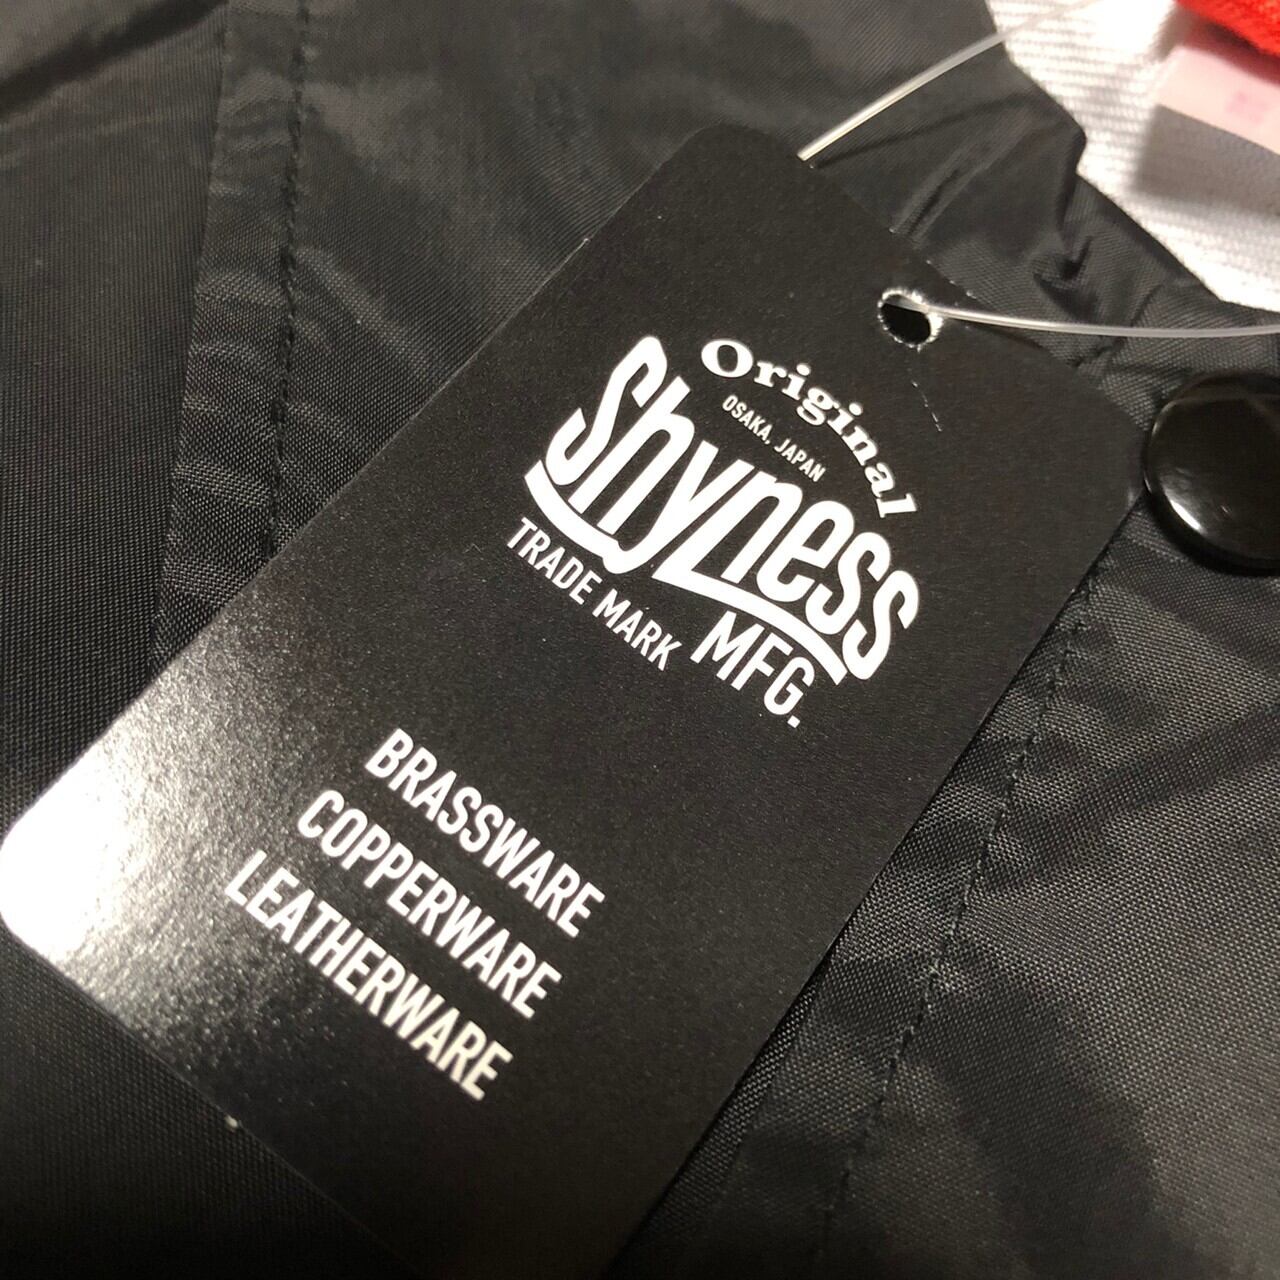 Original
OSAKA, JAPAN
Shyness
TRADE MARK MFG.
BRASSWARE
COPPERWARE
LEATHERWARE